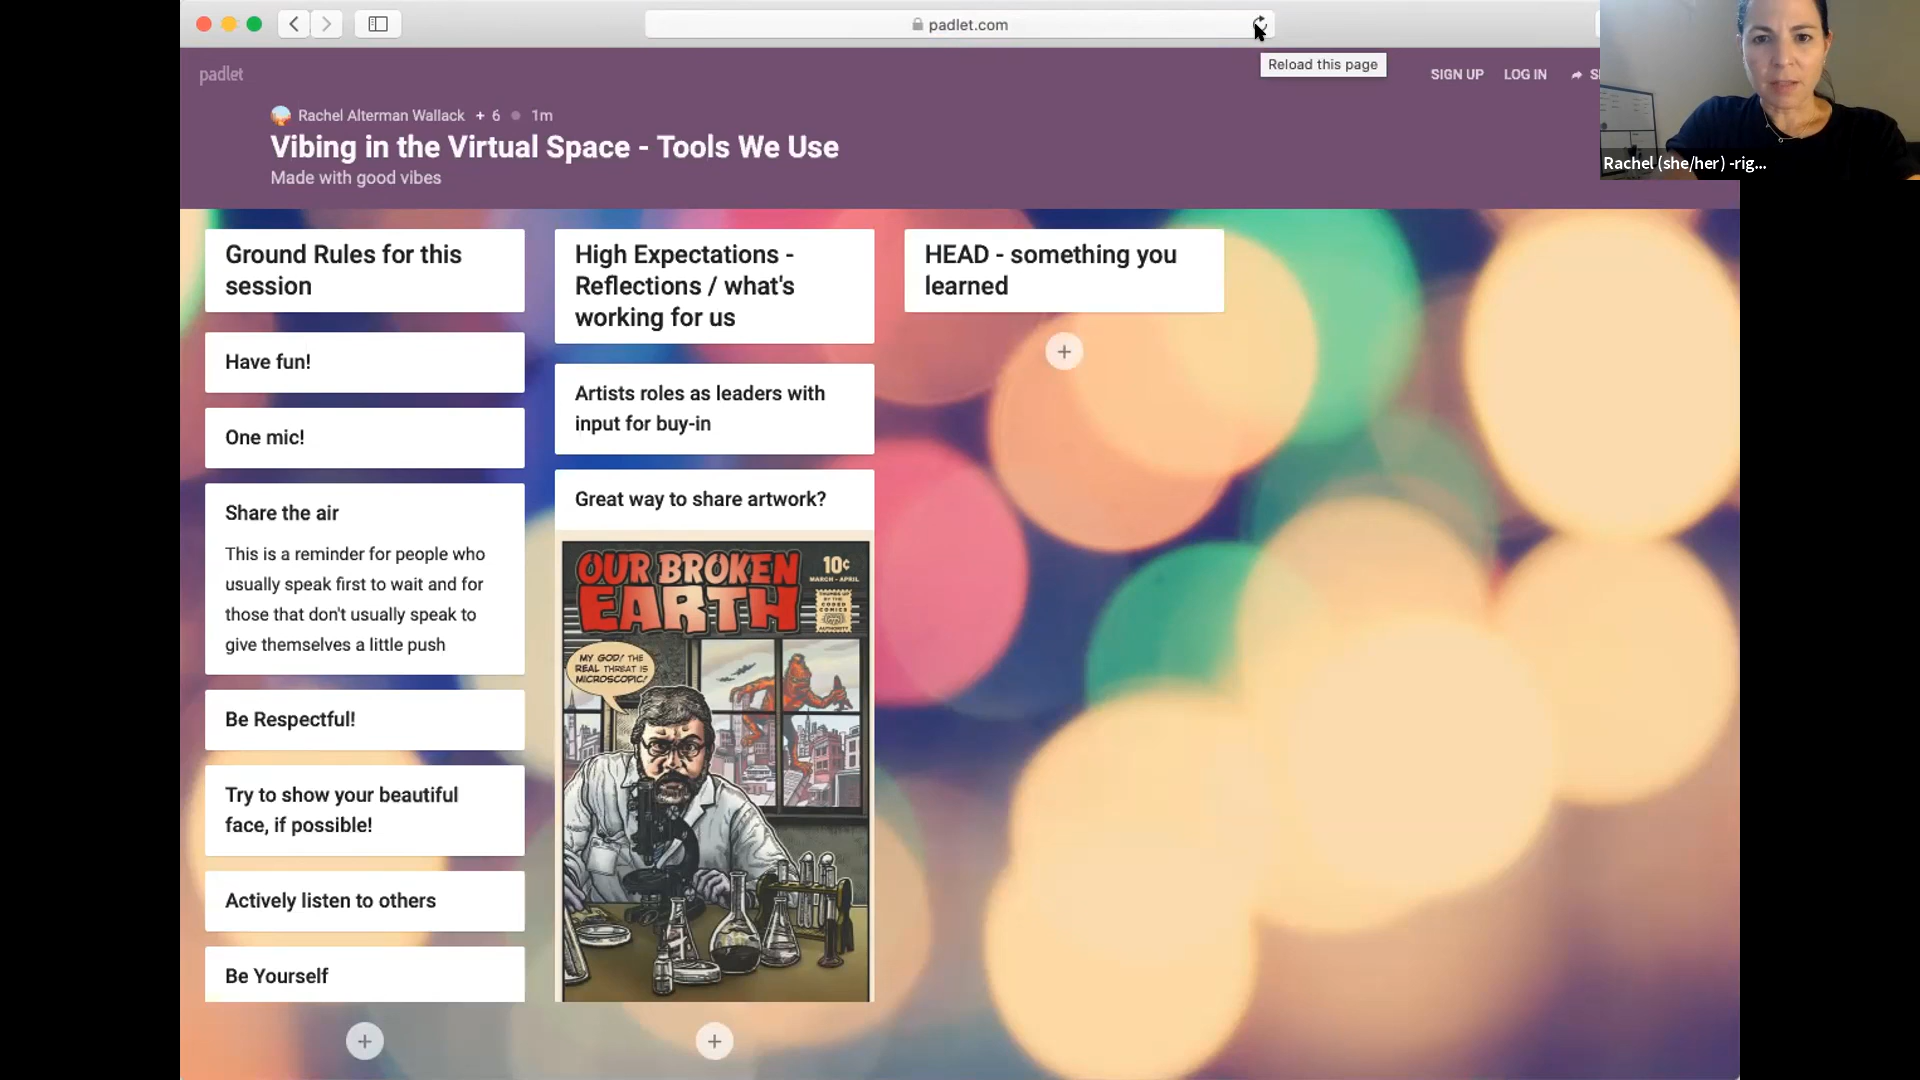 padlet.com
Reload this page
padlet
SIGN UP
LOG IN
Rachel Alterman Wallack + 6 1m
Vibing in the Virtual Space - Tools We Use
Made with good vibes
Rachel (she/her) -rig...
Ground Rules for this
session
Have fun!
One mic!
Share the air
This is a reminder for people who
usually speak first to wait and for
those that don't usually speak to
give themselves a little push
Be Respectful!
Try to show your beautiful
face, if possible!
Actively listen to others
Be Yourself
High Expectations -
Reflections / what's
working for us
Artists roles as leaders with
input for buy-in
Great way to share artwork?
OUR BROKEN
EARTH
10¢
MARCH - APRIL
MY GOD! THE
REAL THREAT IS
MICROSCOPIC!
HEAD - something you
learned